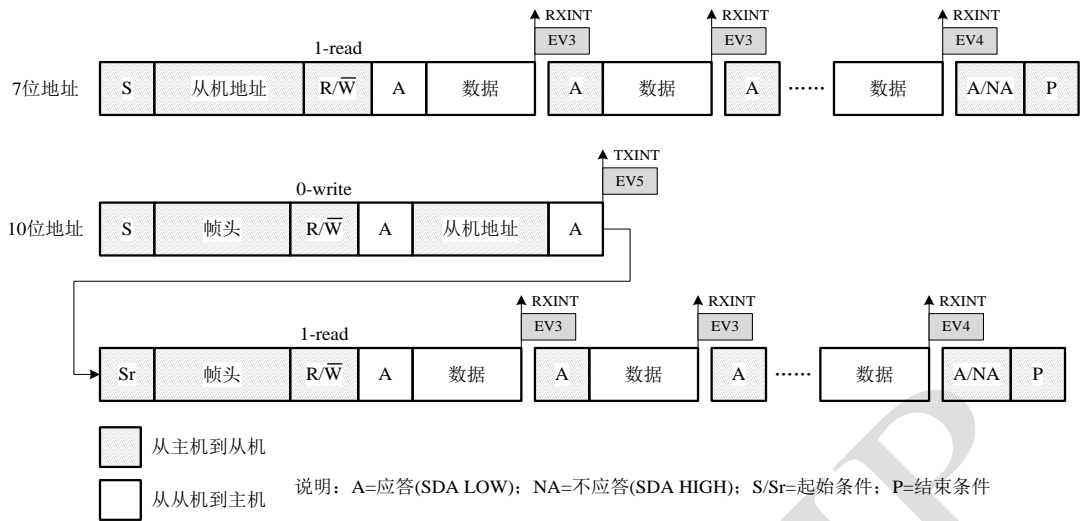 RXINT RXINT RXINT
EV3 EV3 EV4
1-read
7位地址 S 从机地址 R/W̅ A 数据 A 数据 A …… 数据 A/NA P
TXINT
EV5
0-write
10位地址 S 帧头 R/W̅ A 从机地址 A
RXINT RXINT RXINT
EV3 EV3 EV4
1-read
Sr 帧头 R/W̅ A 数据 A 数据 A …… 数据 A/NA P
从主机到从机
从从机到主机
说明：A=应答(SDA LOW)；NA=不应答(SDA HIGH)；S/Sr=起始条件；P=结束条件